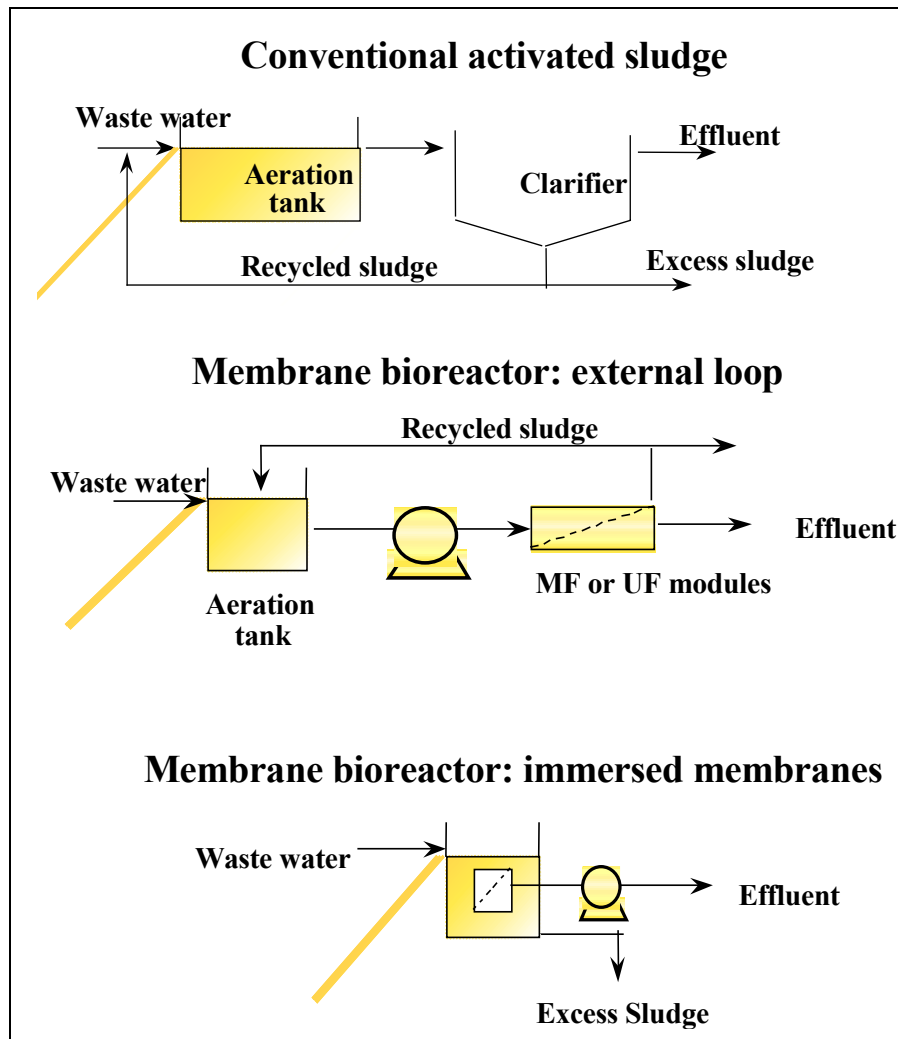 Conventional activated sludge
Waste water
Effluent
Aeration
tank
Clarifier
Recycled sludge
Excess sludge
Membrane bioreactor: external loop
Recycled sludge
Waste water
Effluent
MF or UF modules
Aeration
tank
Membrane bioreactor: immersed membranes
Waste water
Effluent
Excess Sludge